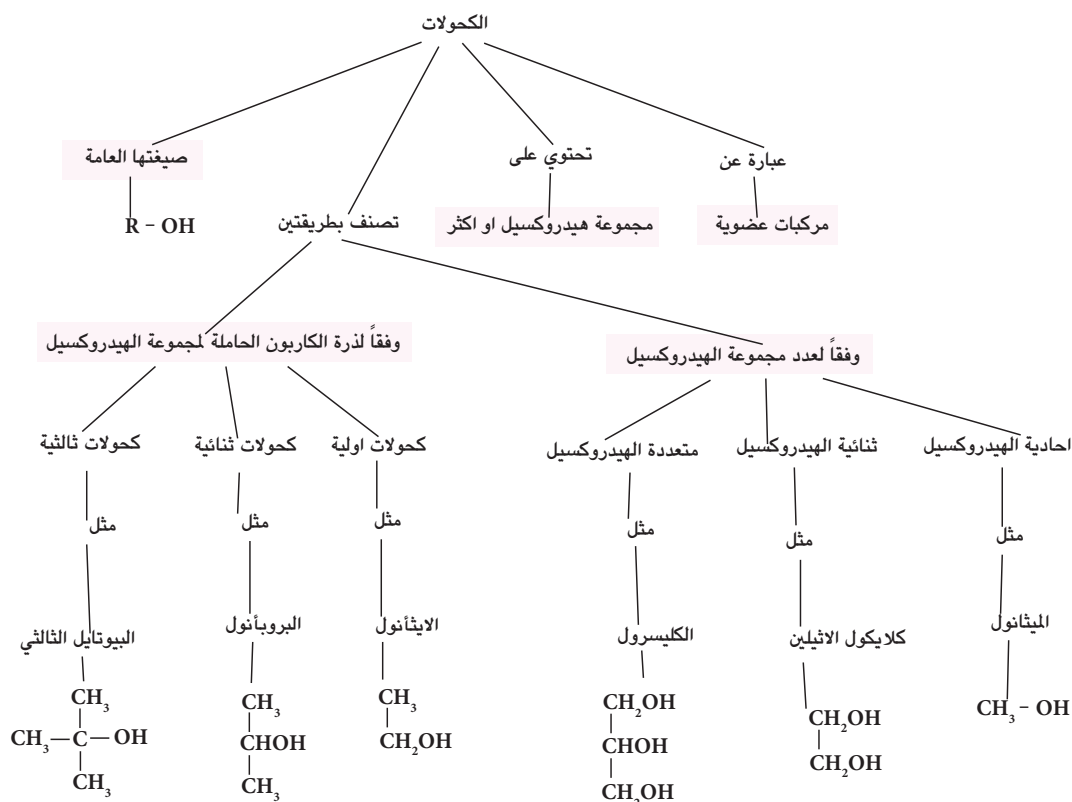 الكحولات
عبارة عن
تحتوي على
صيغتها العامة
مركبات عضوية
مجموعة هيدروكسيل او اكثر
تصنف بطريقتين
R – OH
وفقاً لعدد مجموعة الهيدروكسيل
وفقاً لذرة الكاربون الحاملة لمجموعة الهيدروكسيل
احادية الهيدروكسيل
ثنائية الهيدروكسيل
متعددة الهيدروكسيل
كحولات اولية
كحولات ثنائية
كحولات ثالثية
مثل
مثل
مثل
مثل
مثل
مثل
الميثانول
كلايكول الاثيلين
الكليسرول
الايثأنول
البروبأنول
البيوتايل الثالثي
CH₃ – OH
CH₂OH
CH₂OH
CH₂OH
CHOH
CH₂OH
CH₃
CH₂OH
CH₃
CHOH
CH₃
CH₃
CH₃—C—OH
CH₃